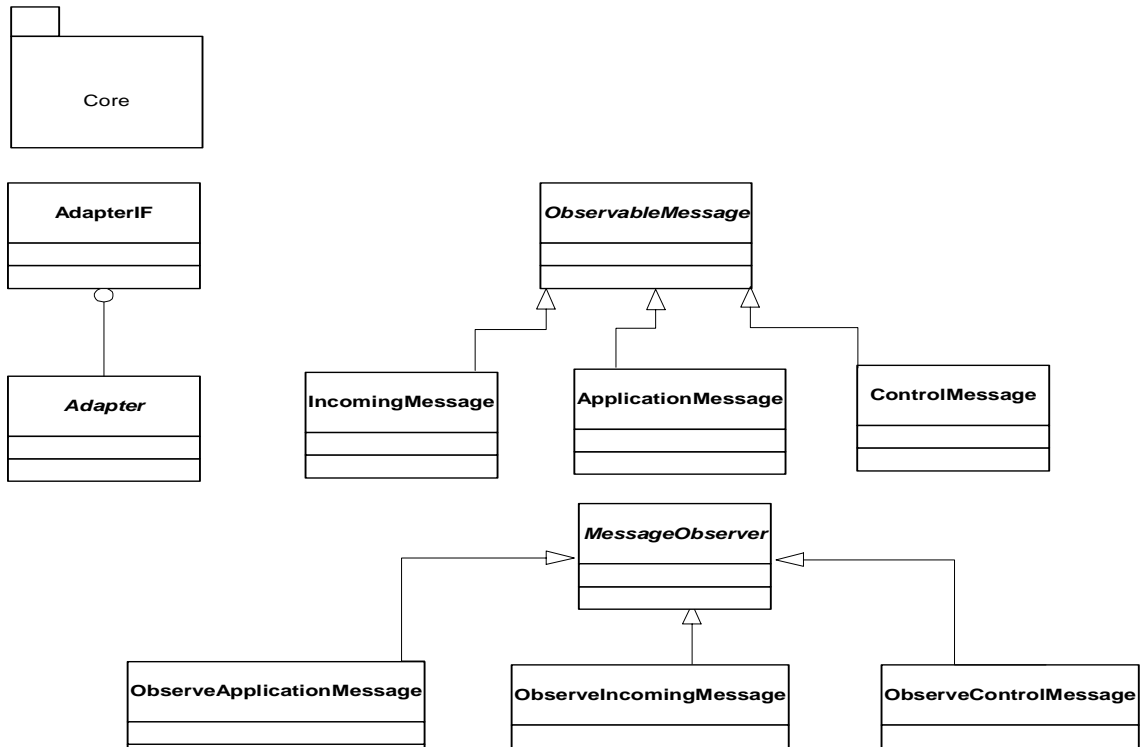 Core
AdapterIF
ObservableMessage
Adapter
IncomingMessage
ApplicationMessage
ControlMessage
MessageObserver
ObserveApplicationMessage
ObserveIncomingMessage
ObserveControlMessage